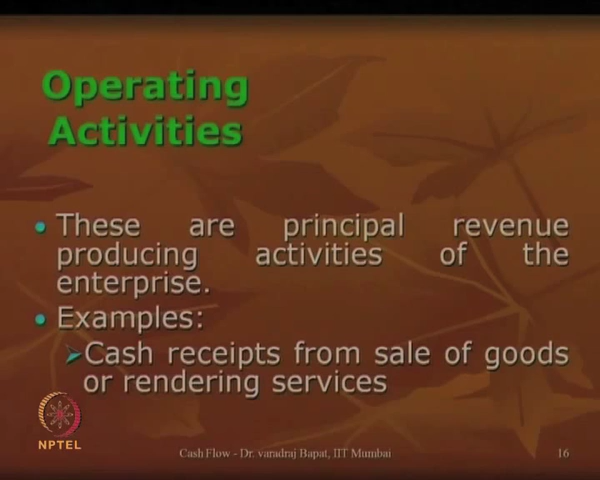 Operating
Activities
• These are principal revenue
producing activities of the
enterprise.
• Examples:
➢Cash receipts from sale of goods
or rendering services
NPTEL
Cash Flow - Dr. varadraj Bapat, IIT Mumbai
16